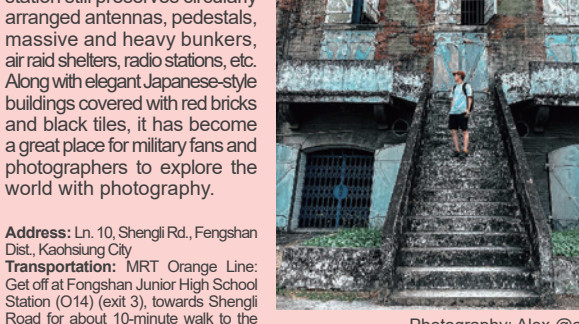 station still preserves circularly
arranged antennas, pedestals,
massive and heavy bunkers,
air raid shelters, radio stations, etc.
Along with elegant Japanese-style
buildings covered with red bricks
and black tiles, it has become
a great place for military fans and
photographers to explore the
world with photography.
Address: Ln. 10, Shengli Rd., Fengshan
Dist., Kaohsiung City
Transportation: MRT Orange Line:
Get off at Fongshan Junior High School
Station (O14) (exit 3), towards Shengli
Road for about 10-minute walk to the
Photography: Alex